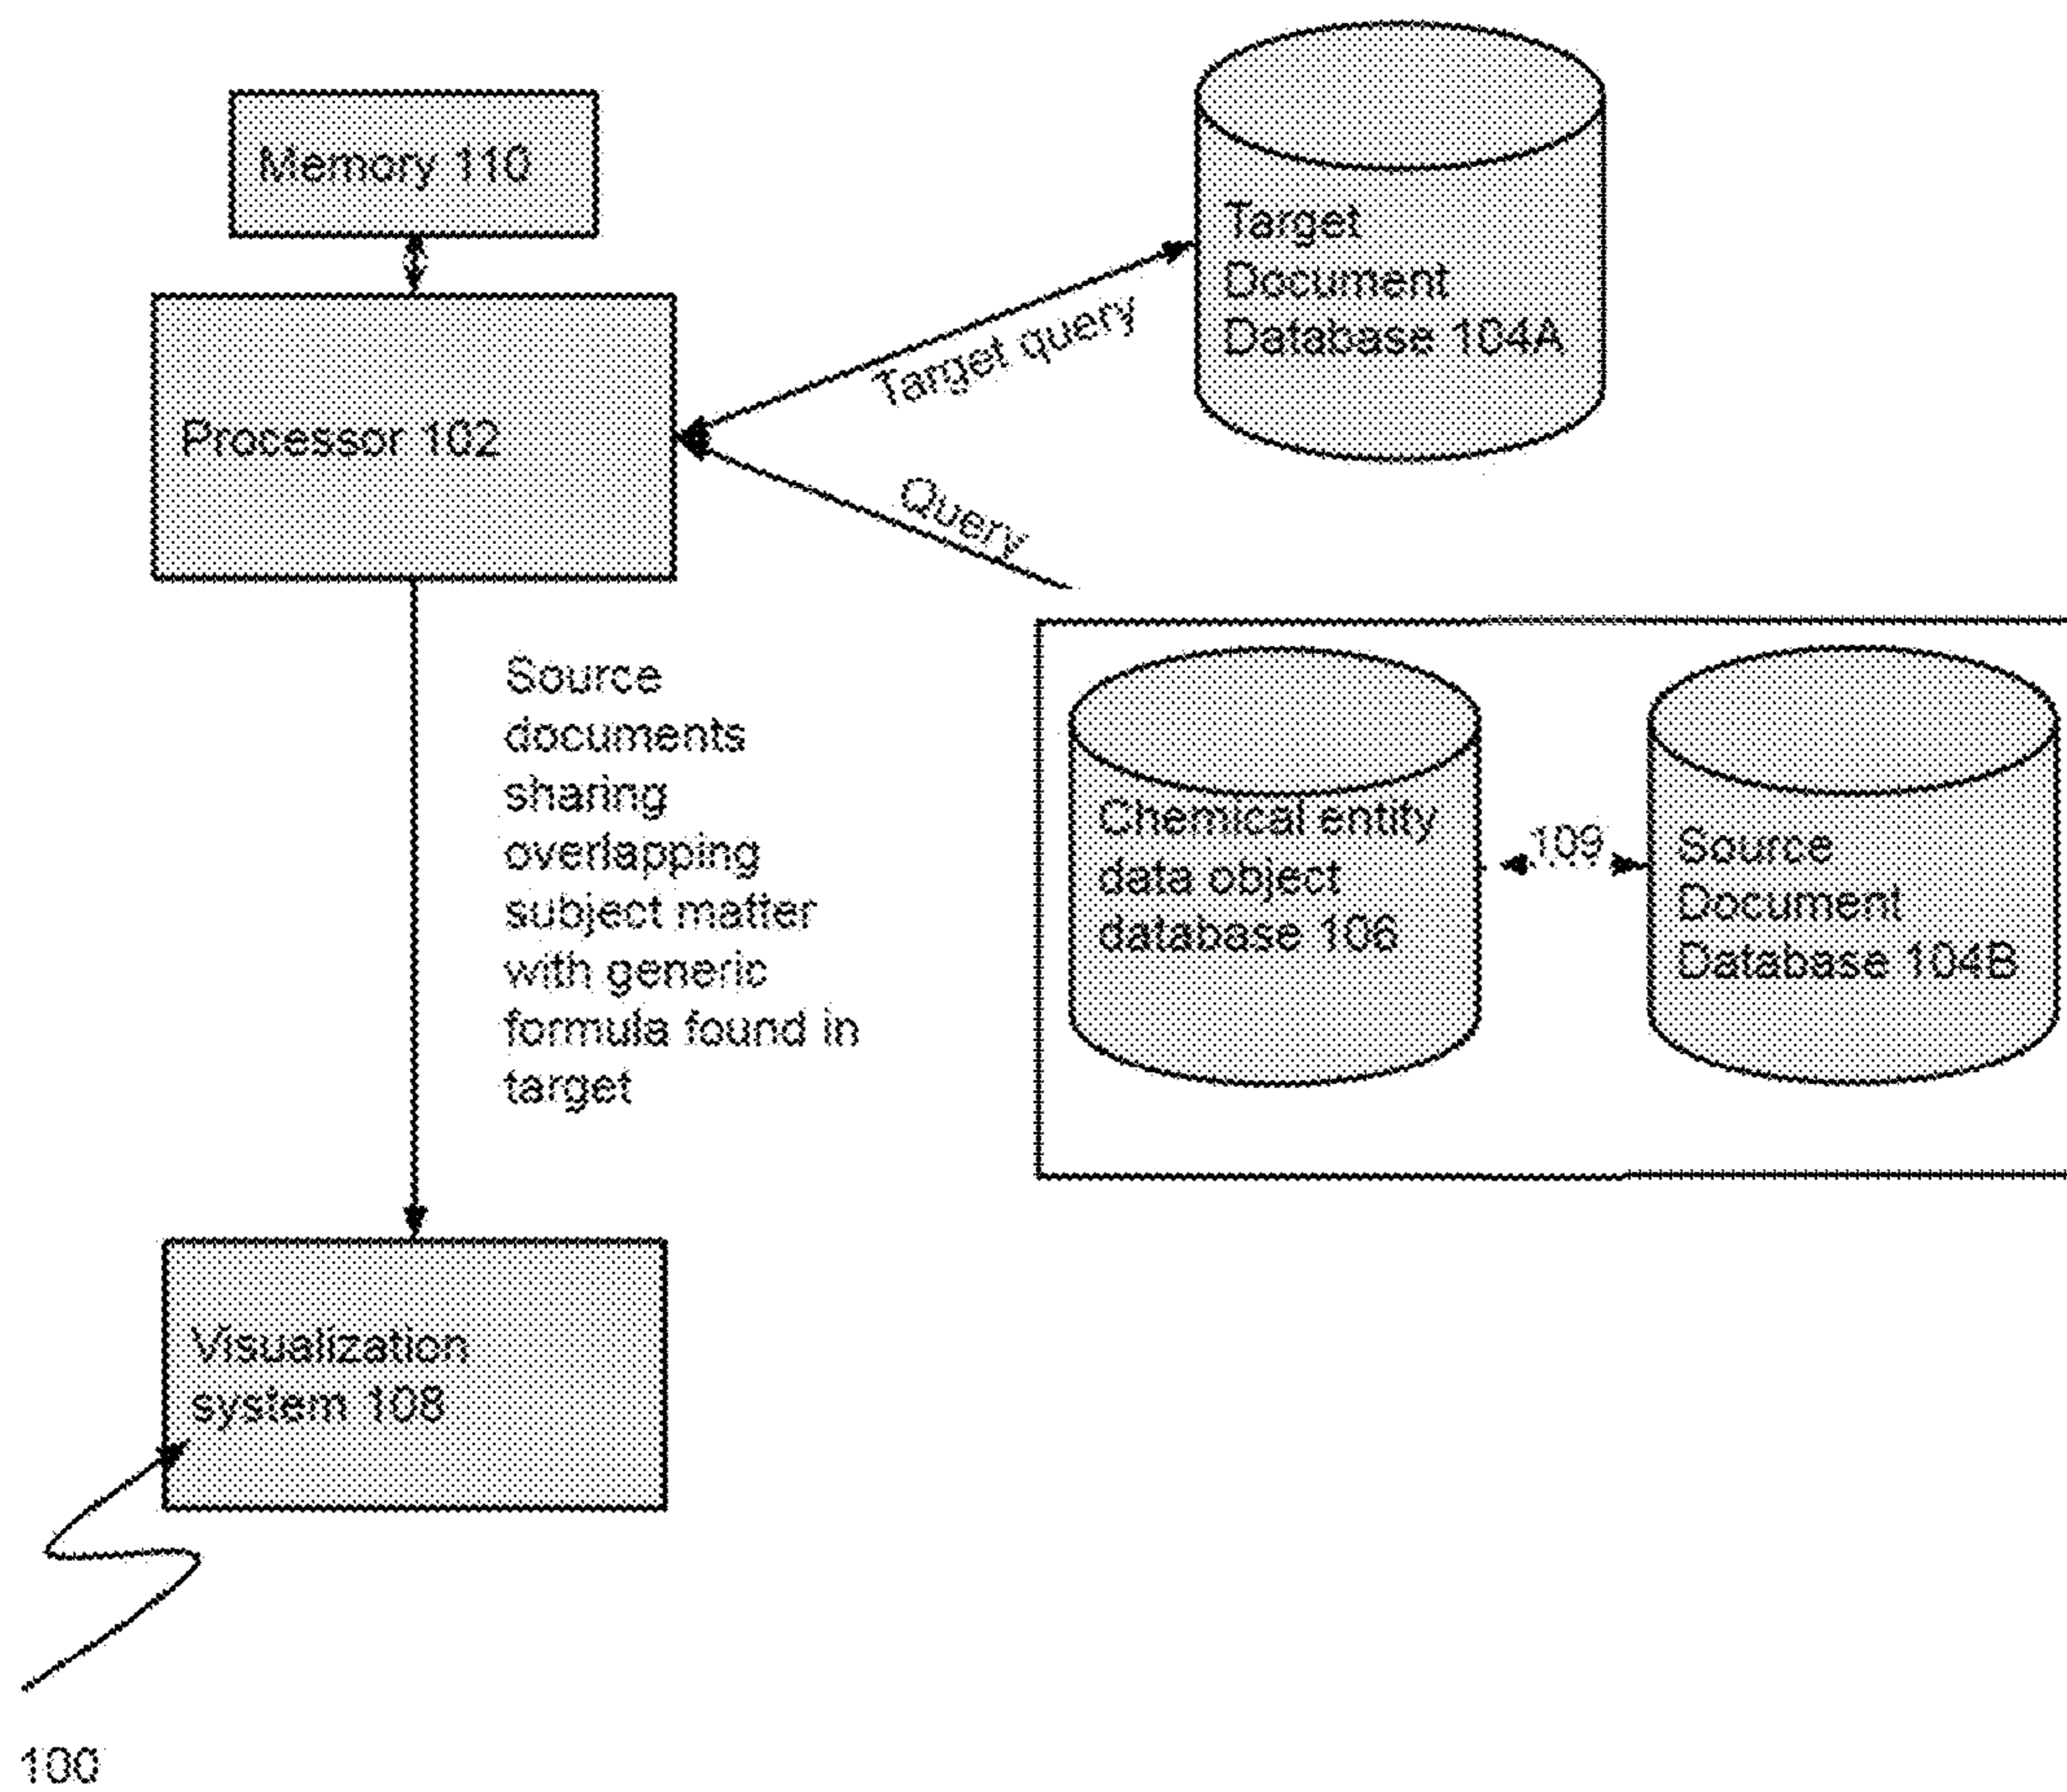 Memory 110
Target
Document
Database 104A
Target query
Processor 102
Query
Source
documents
sharing
overlapping
subject matter
with generic
formula found in
target
Chemical entity
data object
database 106
109
Source
Document
Database 104B
Visualization
system 108
100